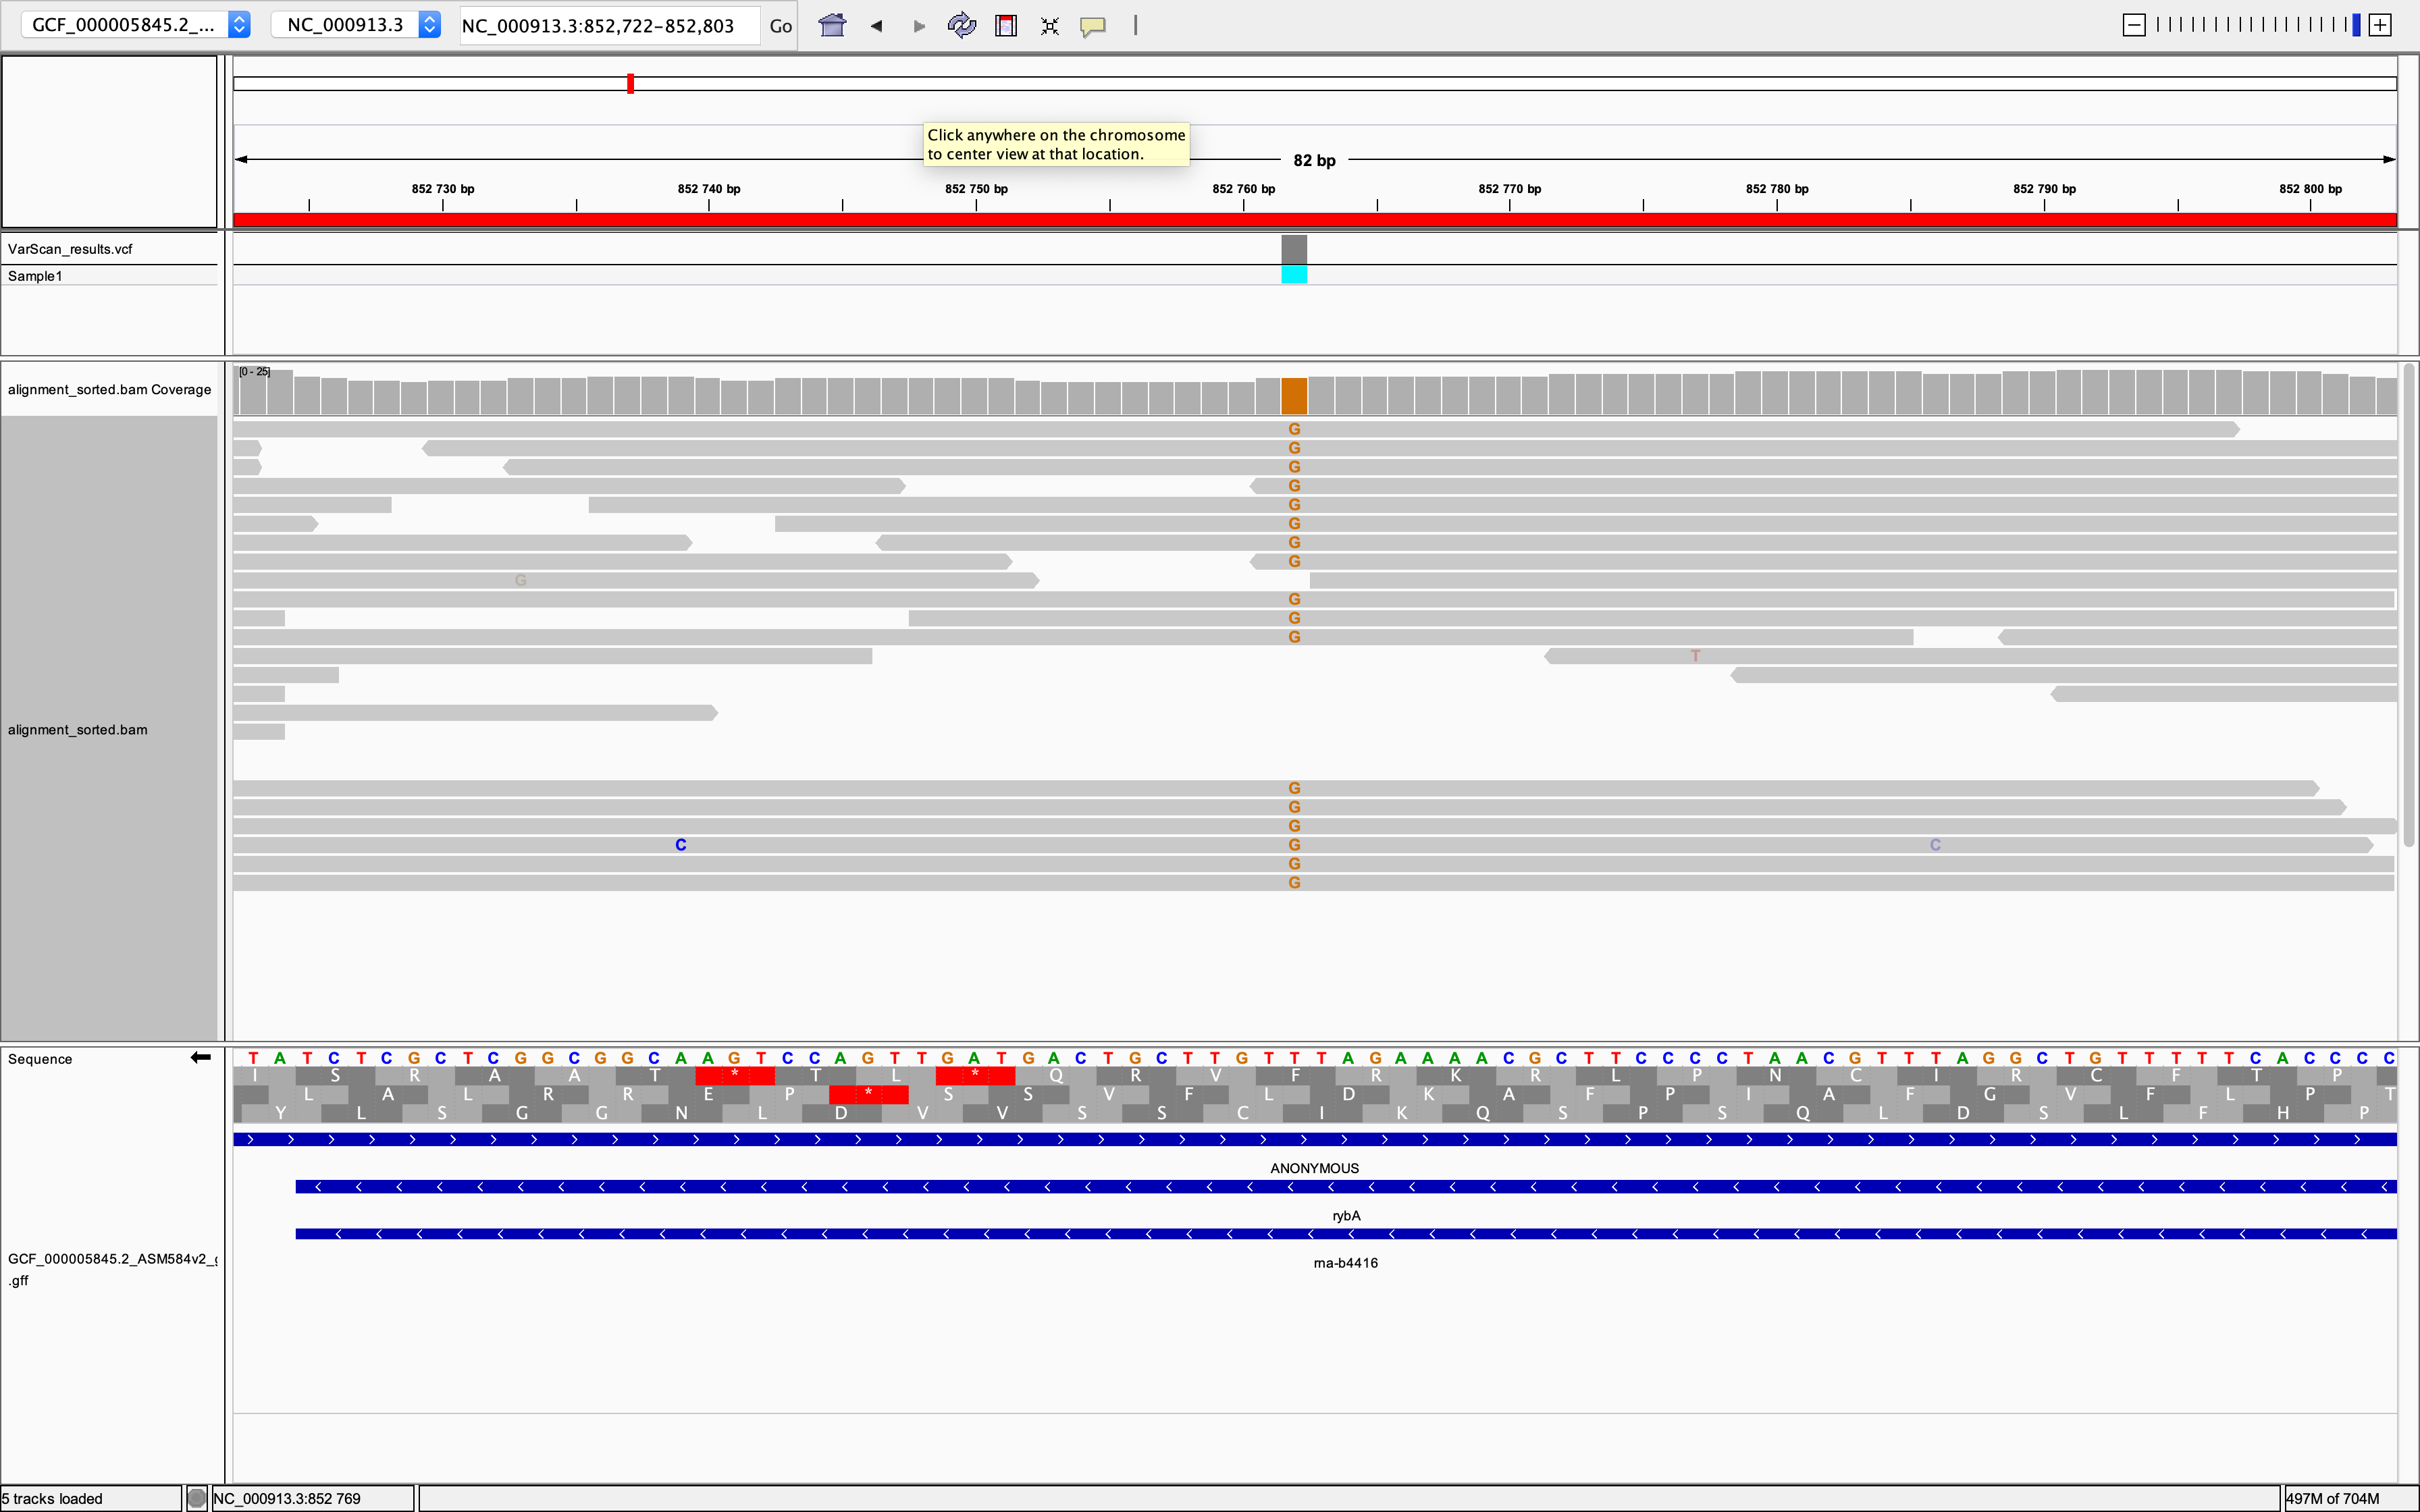 GCF_000005845.2_...
NC_000913.3
NC_000913.3:852,722-852,803
Go
Click anywhere on the chromosome
to center view at that location.
82 bp
852 730 bp 852 740 bp 852 750 bp 852 760 bp 852 770 bp 852 780 bp 852 790 bp 852 800 bp
VarScan_results.vcf
Sample1
alignment_sorted.bam Coverage
[0 - 25]
G
G
G
G
G
G
G
G
G
G
G
G
T
alignment_sorted.bam
G
G
G
C G C
G
G
Sequence
T A T C T C G C T C G G C G G C A A G T C C A G T T G A T G A C T G C T T G T T T A G A A A A C G C T T C C C C T A A C G T T T A G G C T G T T T T T C A C C C C
I S R A A T * T L * Q R V F R K R L P N C I R C F T P
L A L R R E P * S S V F L D K A F P I A F G V F L P T
Y L S G G N L D V V S S C I K Q S P S Q L D S L F H P
ANONYMOUS
rybA
rna-b4416
GCF_000005845.2_ASM584v2_g
.gff
5 tracks loaded
NC_000913.3:852 769
497M of 704M